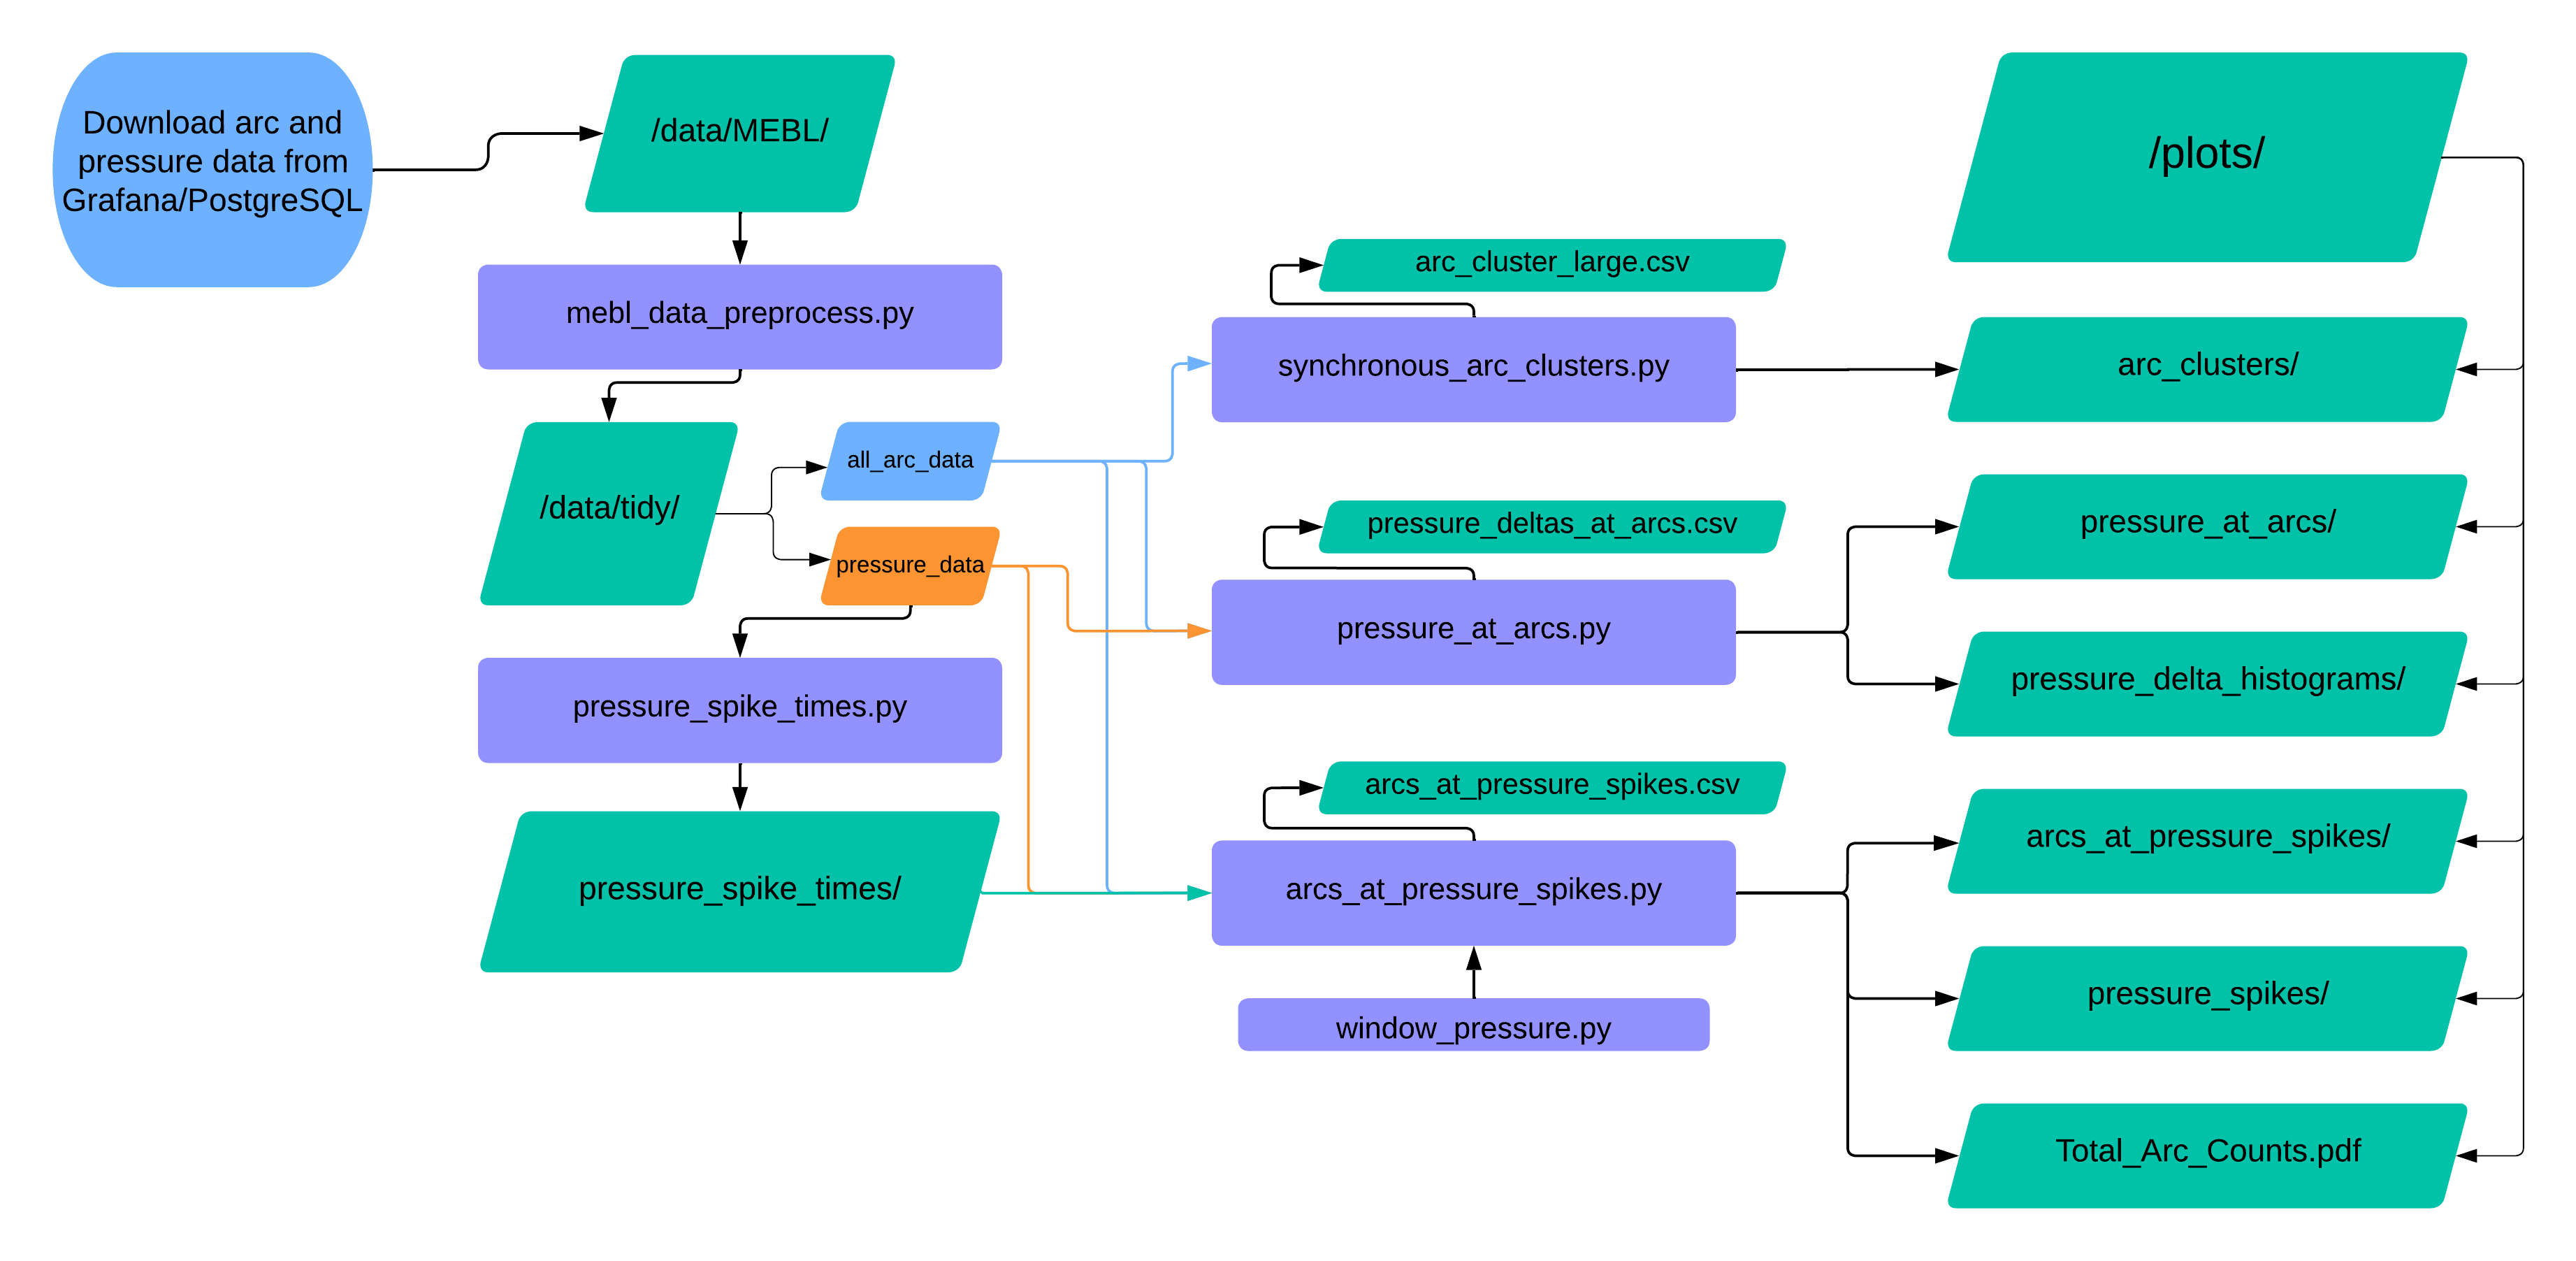 Download arc and
pressure data from
Grafana/PostgreSQL
/data/MEBL/
mebl_data_preprocess.py
/data/tidy/
all_arc_data
pressure_data
pressure_spike_times.py
pressure_spike_times/
arc_cluster_large.csv
synchronous_arc_clusters.py
pressure_deltas_at_arcs.csv
pressure_at_arcs.py
arcs_at_pressure_spikes.csv
arcs_at_pressure_spikes.py
window_pressure.py
/plots/
arc_clusters/
pressure_at_arcs/
pressure_delta_histograms/
arcs_at_pressure_spikes/
pressure_spikes/
Total_Arc_Counts.pdf